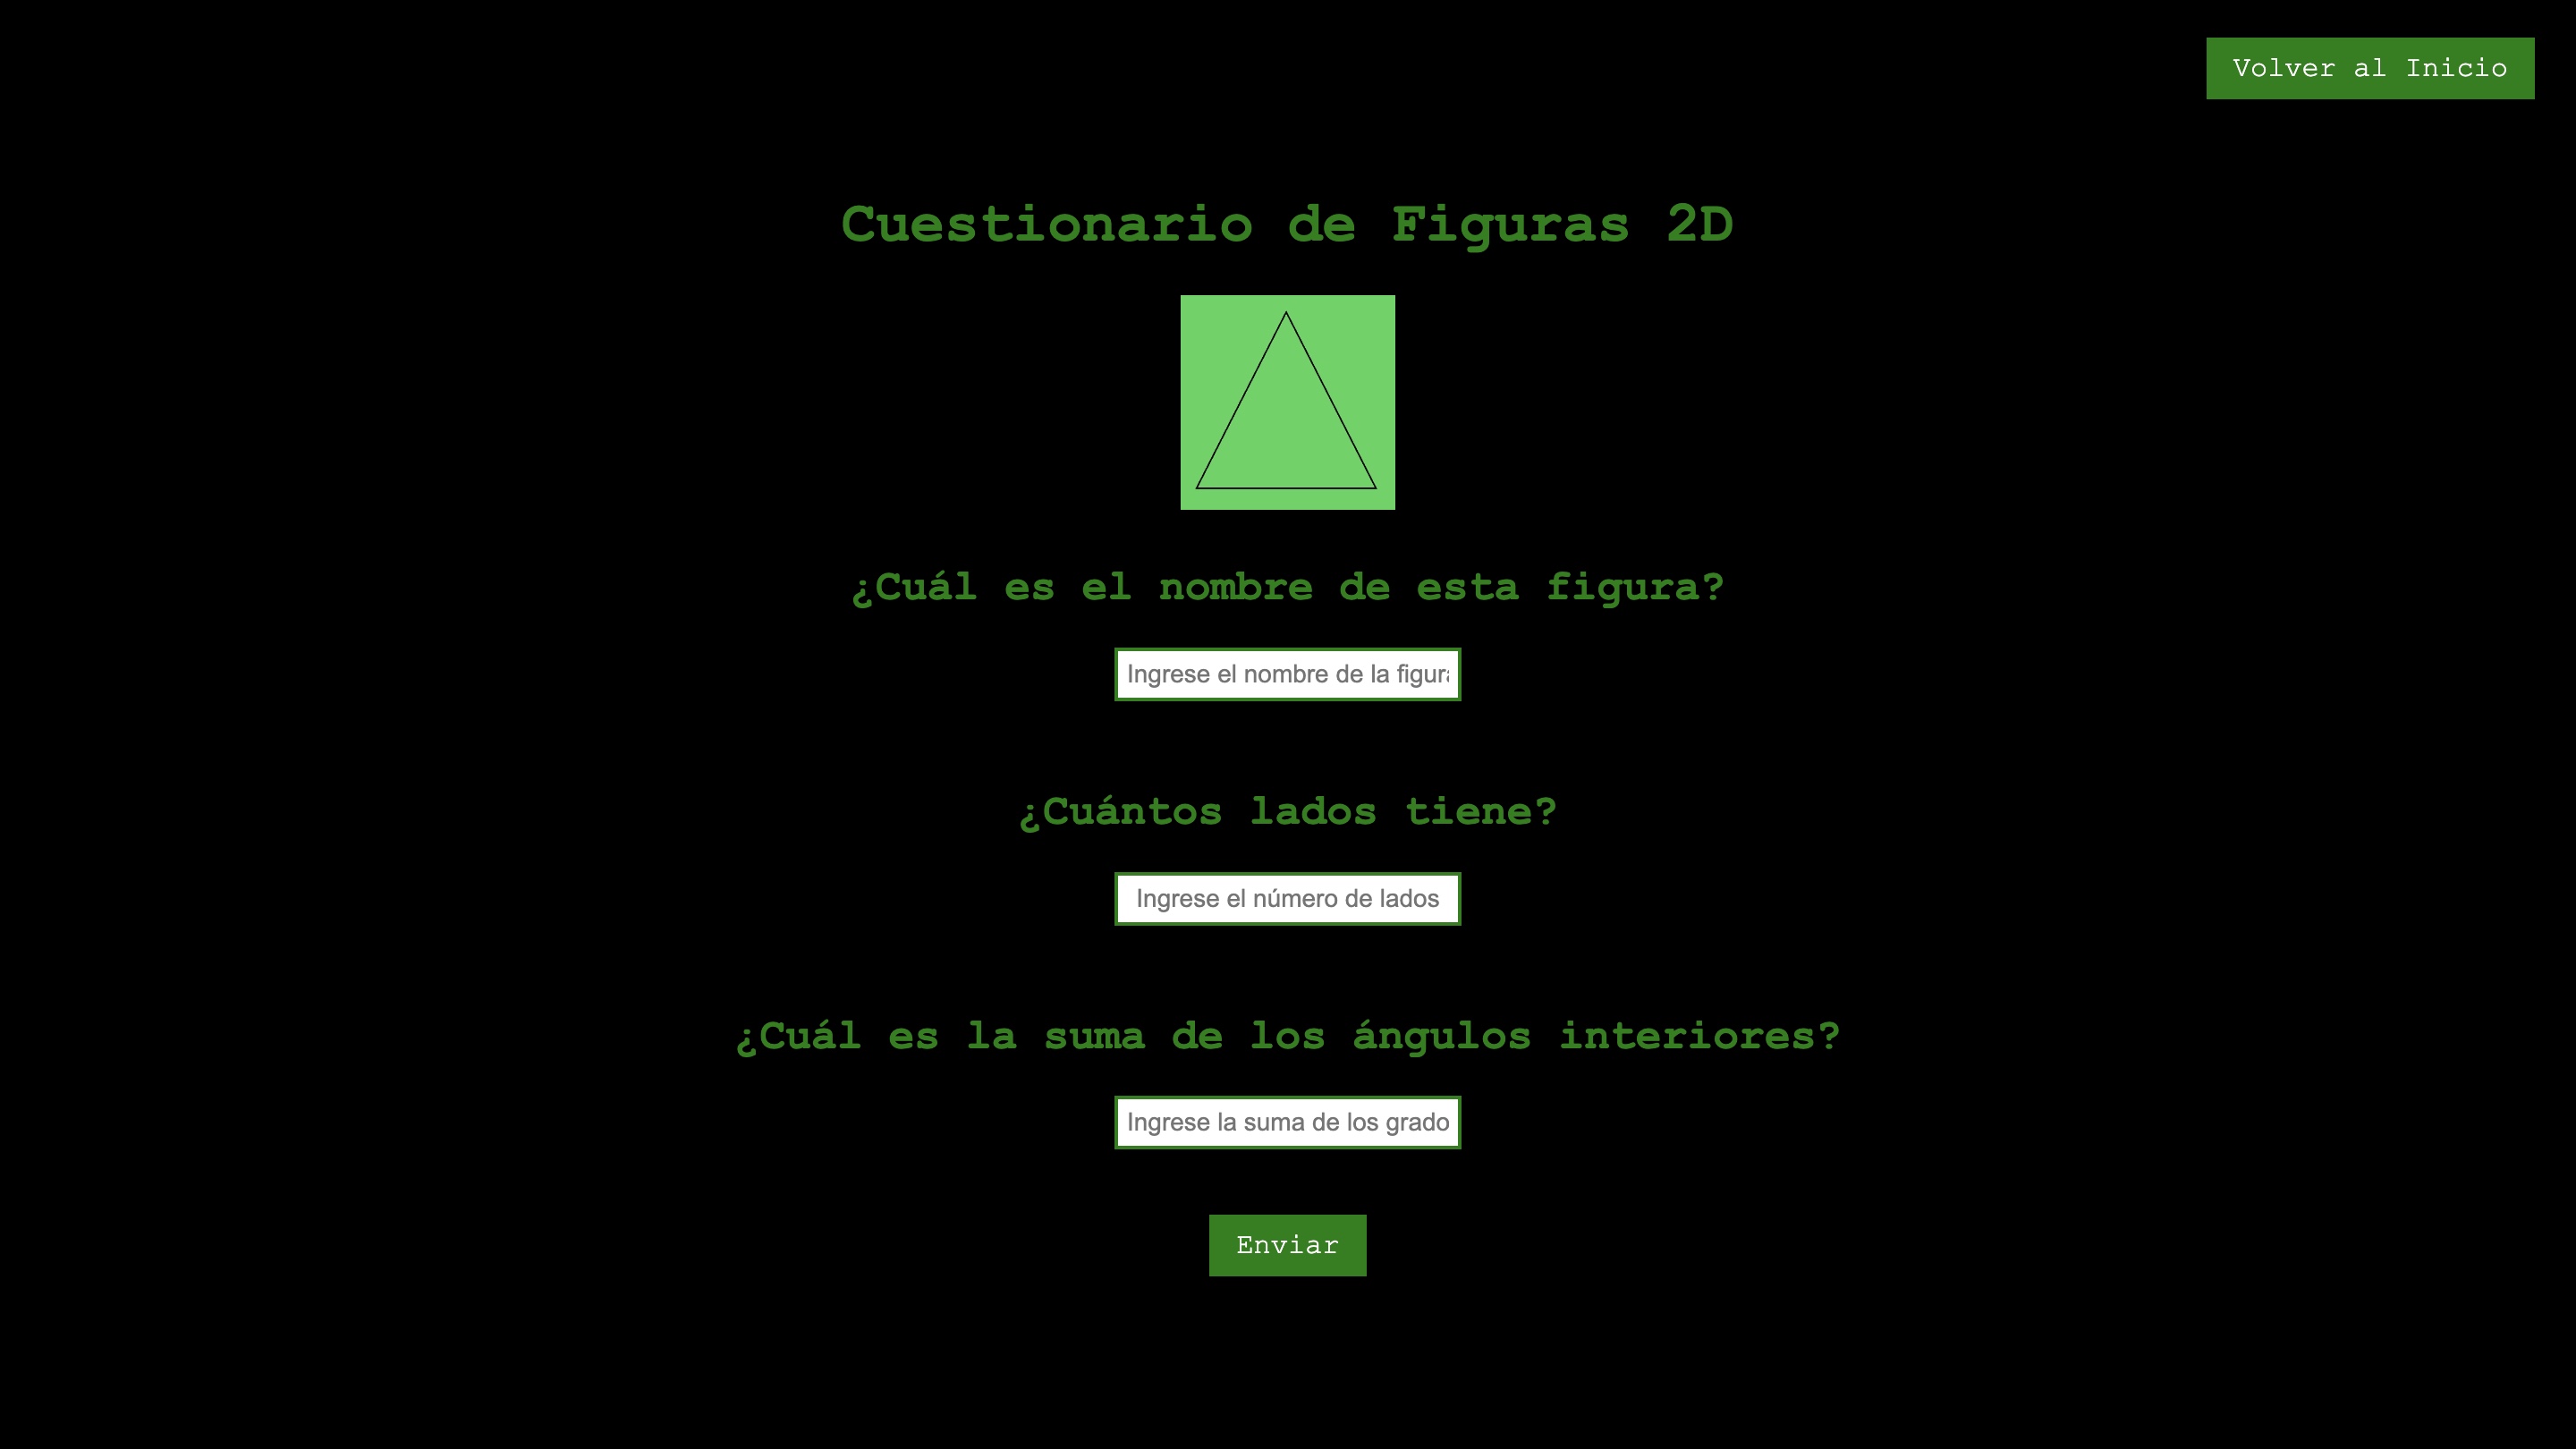 Volver al Inicio
Cuestionario de Figuras 2D
¿Cuál es el nombre de esta figura?
Ingrese el nombre de la figura
¿Cuántos lados tiene?
Ingrese el número de lados
¿Cuál es la suma de los ángulos interiores?
Ingrese la suma de los grado
Enviar